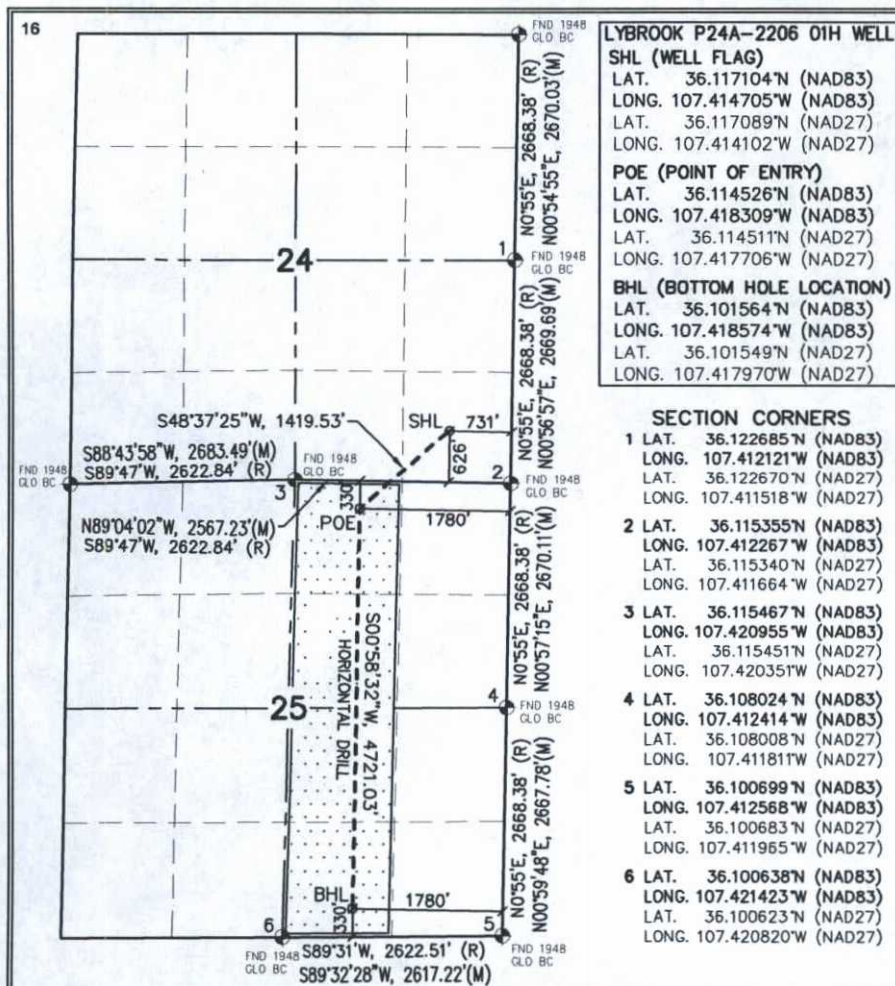 16
FND 1948
GLO BC
N0°55'E, 2668.38' (R)
N00°54'55"E, 2670.03'(M)
24
1
FND 1948
GLO BC
N0°55'E, 2668.38' (R)
N00°56'57"E, 2669.69'(M)
S48°37'25"W, 1419.53'
SHL
731'
626'
S88°43'58"W, 2683.49'(M)
S89°47'W, 2622.84' (R)
FND 1948
GLO BC
FND 1948
GLO BC
3
2
FND 1948
GLO BC
330'
POE
1780'
N89°04'02"W, 2567.23'(M)
S89°47'W, 2622.84' (R)
N0°55'E, 2668.38' (R)
N00°57'15"E, 2670.11'(M)
S00°58'32"W, 4721.03'
HORIZONTAL DRILL
25
4
FND 1948
GLO BC
N0°55'E, 2668.38' (R)
N00°59'48"E, 2667.78'(M)
BHL
1780'
330'
6
5
FND 1948
GLO BC
S89°31'W, 2622.51' (R)
S89°32'28"W, 2617.22'(M)
FND 1948
GLO BC
LYBROOK P24A-2206 01H WELL
SHL (WELL FLAG)
LAT. 36.117104°N (NAD83)
LONG. 107.414705°W (NAD83)
LAT. 36.117089°N (NAD27)
LONG. 107.414102°W (NAD27)
POE (POINT OF ENTRY)
LAT. 36.114526°N (NAD83)
LONG. 107.418309°W (NAD83)
LAT. 36.114511°N (NAD27)
LONG. 107.417706°W (NAD27)
BHL (BOTTOM HOLE LOCATION)
LAT. 36.101564°N (NAD83)
LONG. 107.418574°W (NAD83)
LAT. 36.101549°N (NAD27)
LONG. 107.417970°W (NAD27)
SECTION CORNERS
1 LAT. 36.122685°N (NAD83)
LONG. 107.412121°W (NAD83)
LAT. 36.122670°N (NAD27)
LONG. 107.411518°W (NAD27)
2 LAT. 36.115355°N (NAD83)
LONG. 107.412267°W (NAD83)
LAT. 36.115340°N (NAD27)
LONG. 107.411664°W (NAD27)
3 LAT. 36.115467°N (NAD83)
LONG. 107.420955°W (NAD83)
LAT. 36.115451°N (NAD27)
LONG. 107.420351°W (NAD27)
4 LAT. 36.108024°N (NAD83)
LONG. 107.412414°W (NAD83)
LAT. 36.108008°N (NAD27)
LONG. 107.411811°W (NAD27)
5 LAT. 36.100699°N (NAD83)
LONG. 107.412568°W (NAD83)
LAT. 36.100683°N (NAD27)
LONG. 107.411965°W (NAD27)
6 LAT. 36.100638°N (NAD83)
LONG. 107.421423°W (NAD83)
LAT. 36.100623°N (NAD27)
LONG. 107.420820°W (NAD27)